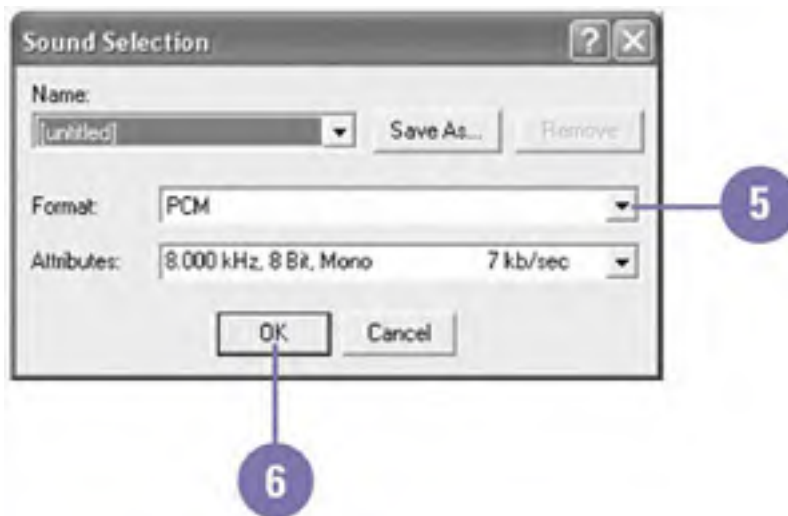 Sound Selection
Name:
[untitled] Save As... Remove
Format: PCM
5
Attributes: 8.000 kHz, 8 Bit, Mono 7 kb/sec
OK Cancel
6